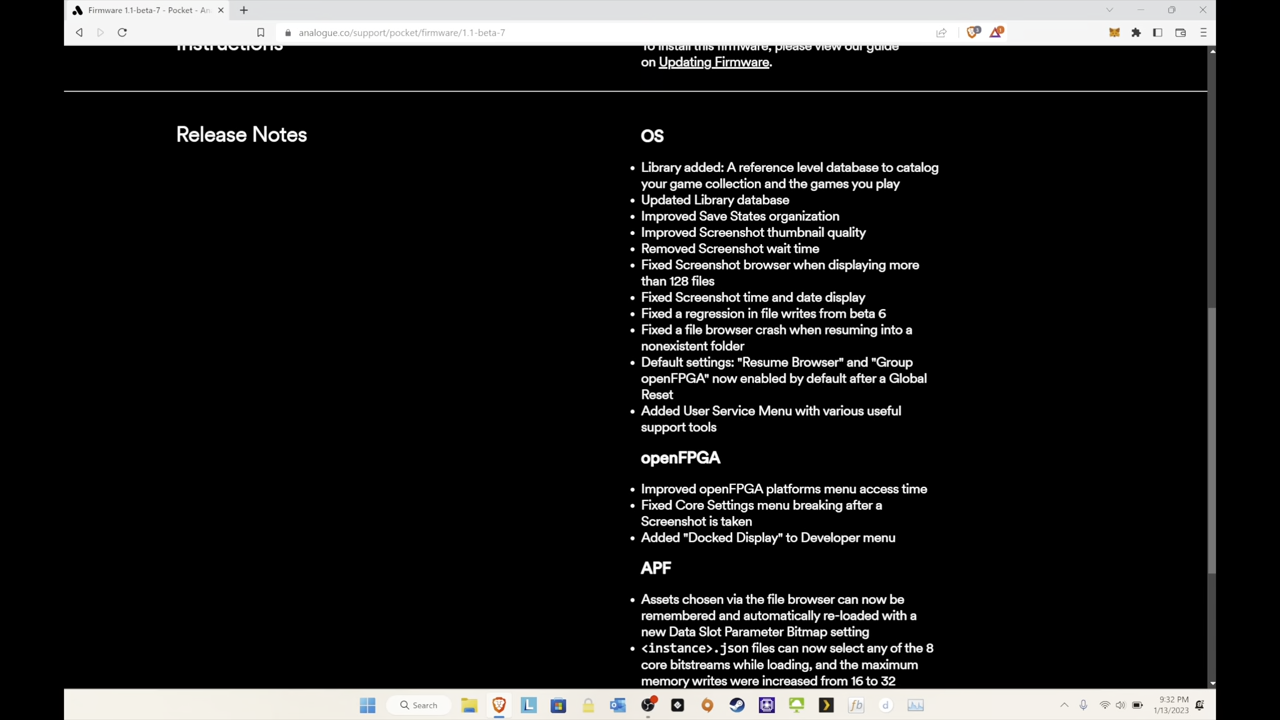 Firmware 1.1-beta-7 - Pocket - An
analogue.co/support/pocket/firmware/1.1-beta-7
Instructions
To install this firmware, please view our guide
on Updating Firmware.
Release Notes
OS
• Library added: A reference level database to catalog
your game collection and the games you play
• Updated Library database
• Improved Save States organization
• Improved Screenshot thumbnail quality
• Removed Screenshot wait time
• Fixed Screenshot browser when displaying more
than 128 files
• Fixed Screenshot time and date display
• Fixed a regression in file writes from beta 6
• Fixed a file browser crash when resuming into a
nonexistent folder
• Default settings: "Resume Browser" and "Group
openFPGA" now enabled by default after a Global
Reset
• Added User Service Menu with various useful
support tools
openFPGA
• Improved openFPGA platforms menu access time
• Fixed Core Settings menu breaking after a
Screenshot is taken
• Added "Docked Display" to Developer menu
APF
• Assets chosen via the file browser can now be
remembered and automatically re-loaded with a
new Data Slot Parameter Bitmap setting
• <instance>.json files can now select any of the 8
core bitstreams while loading, and the maximum
memory writes were increased from 16 to 32
Search
9:32 PM
1/13/2023